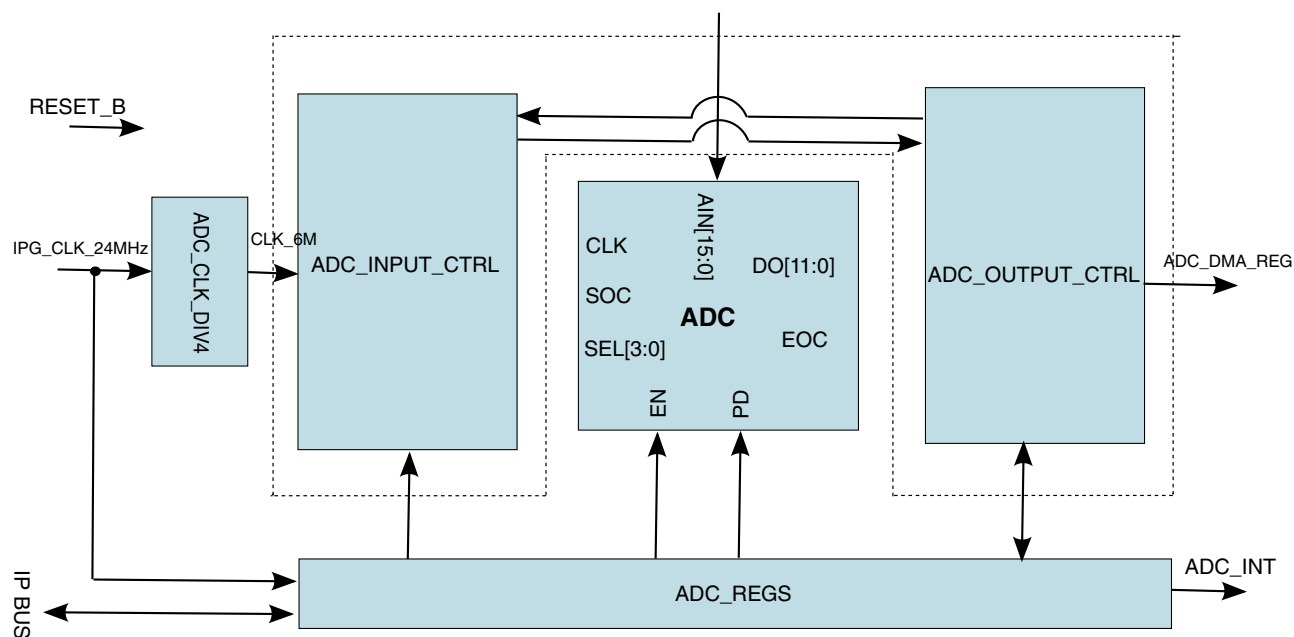 RESET_B
IPG_CLK_24MHz
ADC_CLK_DIV4
CLK_6M
ADC_INPUT_CTRL
AIN[15:0]
CLK
SOC
SEL[3:0]
ADC
DO[11:0]
EOC
EN
PD
ADC_OUTPUT_CTRL
ADC_DMA_REG
IP BUS
ADC_REGS
ADC_INT